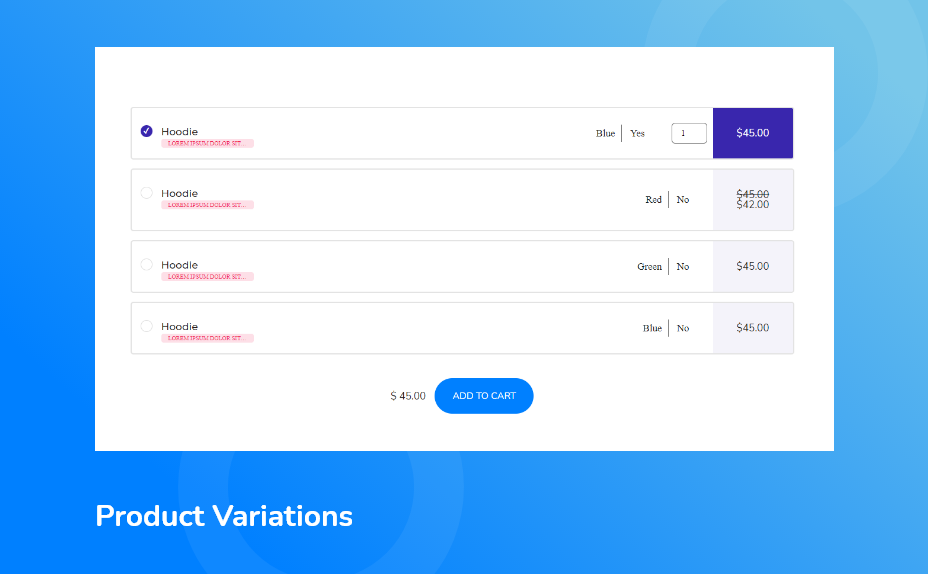 Hoodie
LOREM IPSUM DOLOR SIT...
Blue Yes 1 $45.00
Hoodie
LOREM IPSUM DOLOR SIT...
Red No $45.00
$42.00
Hoodie
LOREM IPSUM DOLOR SIT...
Green No $45.00
Hoodie
LOREM IPSUM DOLOR SIT...
Blue No $45.00
$ 45.00 ADD TO CART
Product Variations